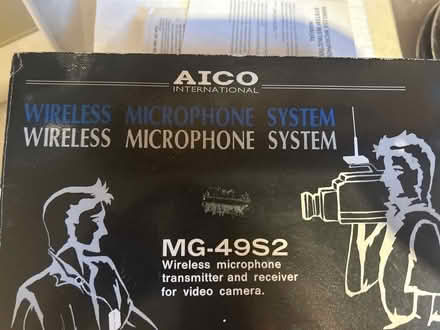 AICO
INTERNATIONAL
WIRELESS MICROPHONE SYSTEM
WIRELESS MICROPHONE SYSTEM
MG-49S2
Wireless microphone
transmitter and receiver
for video camera.